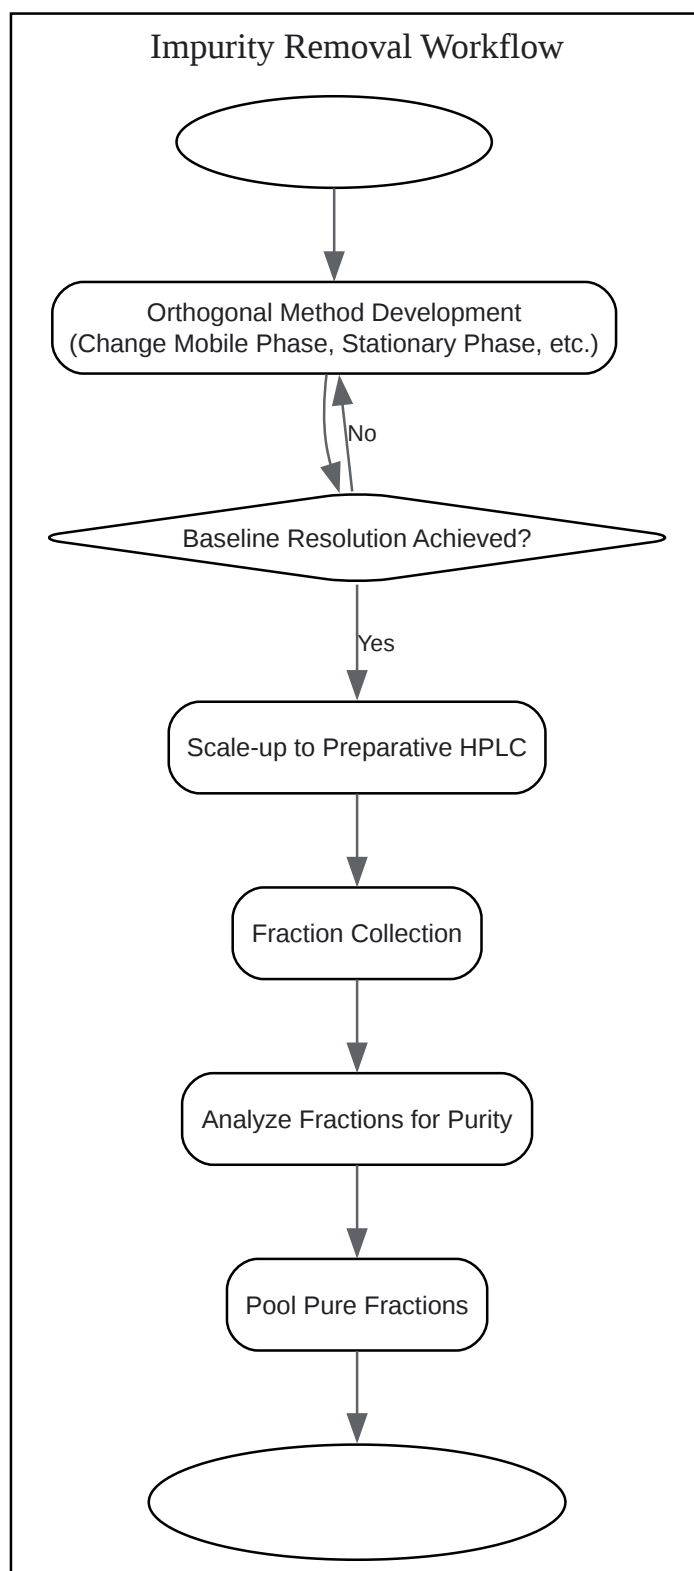 Impurity Removal Workflow
Orthogonal Method Development
(Change Mobile Phase, Stationary Phase, etc.)
No
Baseline Resolution Achieved?
Yes
Scale-up to Preparative HPLC
Fraction Collection
Analyze Fractions for Purity
Pool Pure Fractions